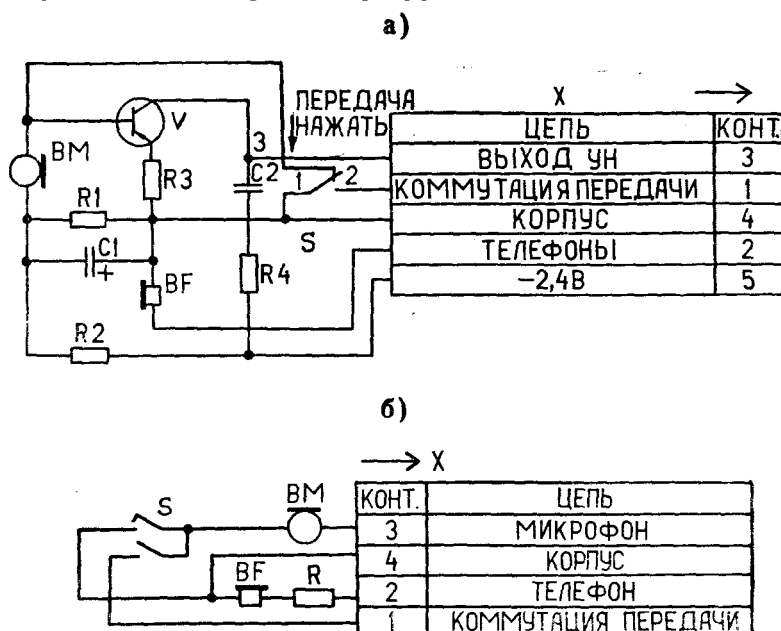 а)
ПЕРЕДАЧА
НАЖАТЬ
X
ЦЕПЬ КОНТ.
ВЫХОД УН 3
КОММУТАЦИЯ ПЕРЕДАЧИ 1
КОРПУС 4
ТЕЛЕФОНЫ 2
−2,4В 5
V
BM
3
R3
C2
1
2
R1
S
C1
+
BF
R4
R2
б)
X
КОНТ. ЦЕПЬ
3 МИКРОФОН
4 КОРПУС
2 ТЕЛЕФОН
1 КОММУТАЦИЯ ПЕРЕДАЧИ
S
BM
BF
R